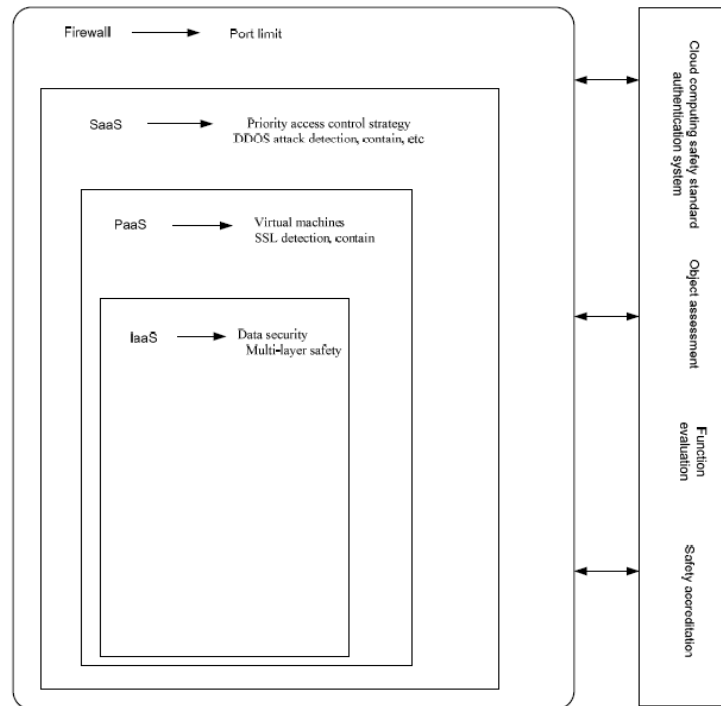 Firewall
Port limit
SaaS
Priority access control strategy
DDOS attack detection, contain, etc
PaaS
Virtual machines
SSL detection, contain
IaaS
Data security
Multi-layer safety
Cloud computing safety standard
authentication system
Object assessment
Function
evaluation
Safety accreditation